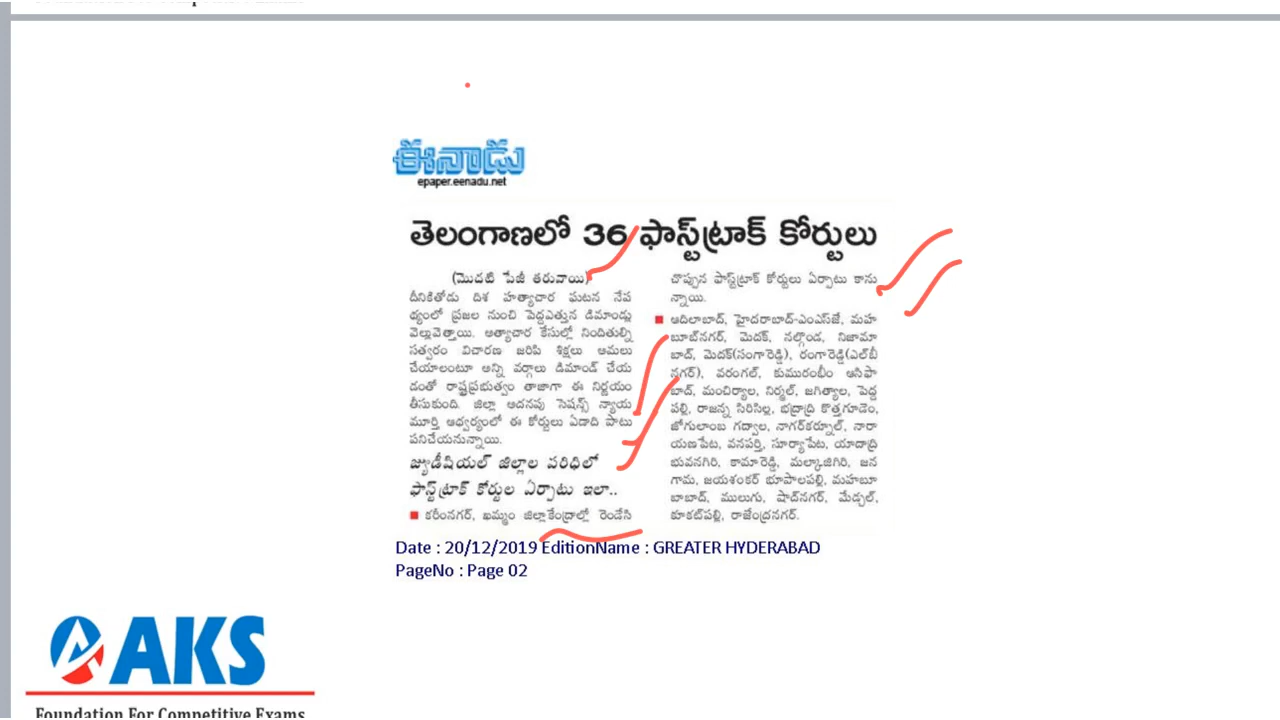 ఈనాడు
epaper.eenadu.net
తెలంగాణలో 36 ఫాస్ట్‌ట్రాక్ కోర్టులు
(మొదటి పేజీ తరువాయి)
దీనికితోడు దిశ హత్యాచార ఘటన నేప
థ్యంలో ప్రజల నుంచి పెద్దఎత్తున డిమాండ్లు
వెల్లువెత్తాయి. అత్యాచార కేసుల్లో నిందితుల్ని
సత్వరం విచారణ జరిపి శిక్షలు అమలు
చేయాలంటూ అన్ని వర్గాలు డిమాండ్ చేయ
డంతో రాష్ట్రప్రభుత్వం తాజాగా ఈ నిర్ణయం
తీసుకుంది. జిల్లా అదనపు సెషన్స్ న్యాయ
మూర్తి ఆధ్వర్యంలో ఈ కోర్టులు ఏడాది పాటు
పనిచేయనున్నాయి.
జ్యుడీషియల్ జిల్లాల పరిధిలో
ఫాస్ట్‌ట్రాక్ కోర్టుల ఏర్పాటు ఇలా..
కరీంనగర్, ఖమ్మం జిల్లాకేంద్రాల్లో రెండేసి
చొప్పున ఫాస్ట్‌ట్రాక్ కోర్టులు ఏర్పాటు కాను
న్నాయి.
ఆదిలాబాద్, హైదరాబాద్-ఎంఎస్‌జే, మహ
బూబ్‌నగర్, మెదక్, నల్గొండ, నిజామా
బాద్, మెదక్(సంగారెడ్డి), రంగారెడ్డి(ఎల్‌బీ
నగర్), వరంగల్, కుమురంభీం ఆసిఫా
బాద్, మంచిర్యాల, నిర్మల్, జగిత్యాల, పెద్ద
పల్లి, రాజన్న సిరిసిల్ల, భద్రాద్రి కొత్తగూడెం,
జోగులాంబ గద్వాల, నాగర్‌కర్నూల్, నారా
యణపేట, వనపర్తి, సూర్యాపేట, యాదాద్రి
భువనగిరి, కామారెడ్డి, మల్కాజిగిరి, జన
గామ, జయశంకర్ భూపాలపల్లి, మహబూ
బాబాద్, ములుగు, షాద్‌నగర్, మేడ్చల్,
కూకట్‌పల్లి, రాజేంద్రనగర్.
Date : 20/12/2019 EditionName : GREATER HYDERABAD
PageNo : Page 02
AKS
Foundation For Competitive Exams